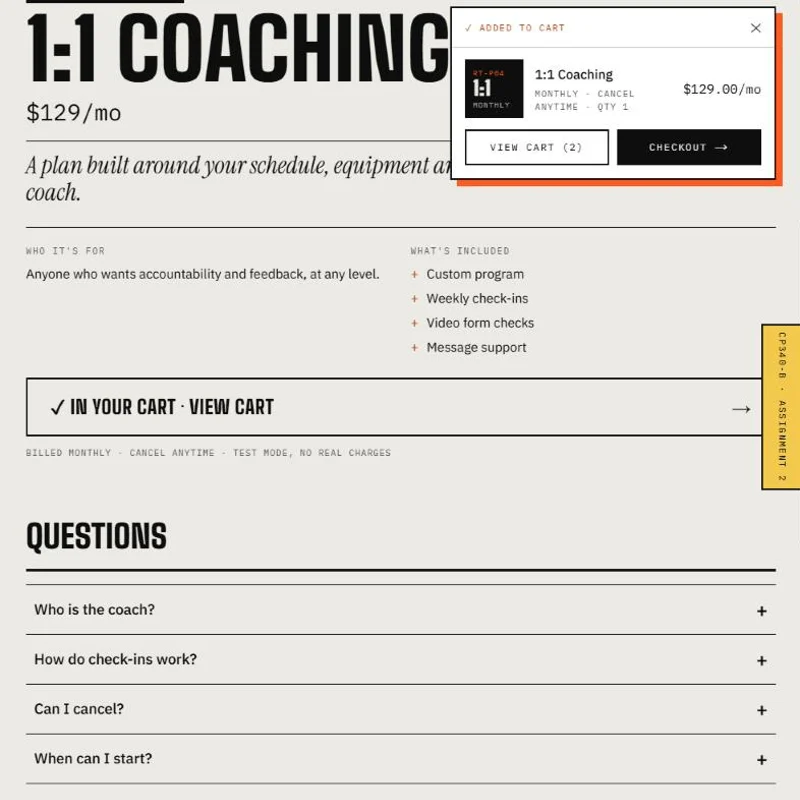 1:1 COACHING
$129/mo
A plan built around your schedule, equipment
coach.
✓ ADDED TO CART
×
RT-P04
1:1
MONTHLY
1:1 Coaching
MONTHLY · CANCEL
ANYTIME · QTY 1
$129.00/mo
VIEW CART (2)
CHECKOUT →
WHO IT'S FOR
Anyone who wants accountability and feedback, at any level.
WHAT'S INCLUDED
+ Custom program
+ Weekly check-ins
+ Video form checks
+ Message support
✓ IN YOUR CART · VIEW CART →
BILLED MONTHLY · CANCEL ANYTIME · TEST MODE, NO REAL CHARGES
CP340-B · ASSIGNMENT 2
QUESTIONS
Who is the coach? +
How do check-ins work? +
Can I cancel? +
When can I start? +